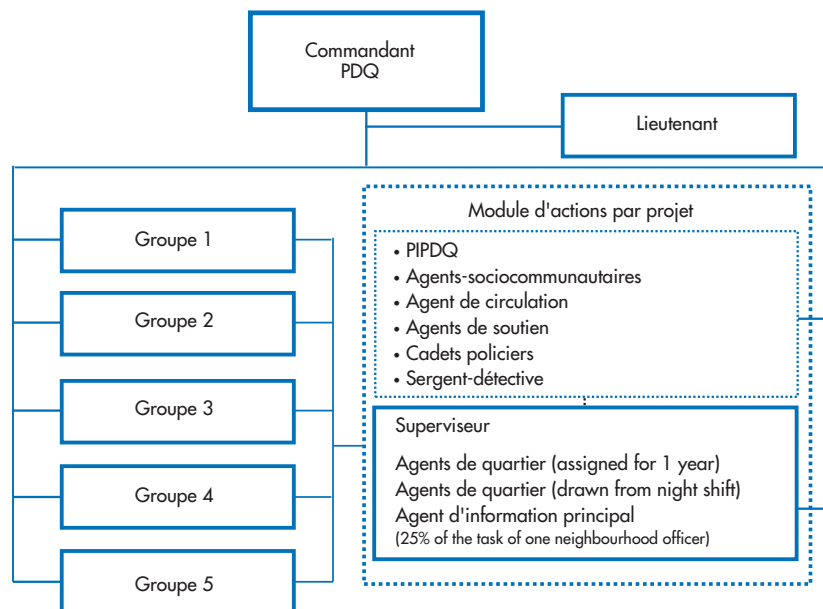 Commandant
PDQ
Lieutenant
Groupe 1
Groupe 2
Groupe 3
Groupe 4
Groupe 5
Module d'actions par projet
• PIPDQ
• Agents-sociocommunautaires
• Agent de circulation
• Agents de soutien
• Cadets policiers
• Sergent-détective
Superviseur
Agents de quartier (assigned for 1 year)
Agents de quartier (drawn from night shift)
Agent d'information principal
(25% of the task of one neighbourhood officer)